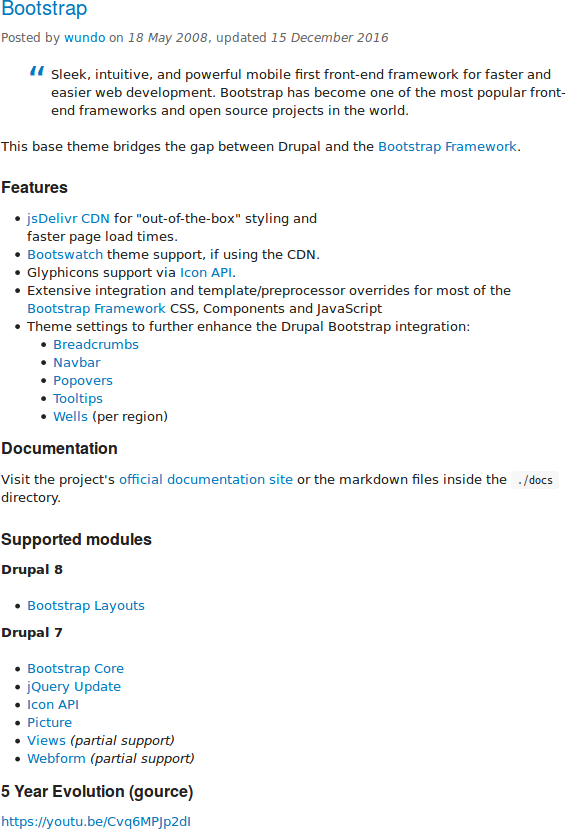 Bootstrap
Posted by wundo on 18 May 2008, updated 15 December 2016
“ Sleek, intuitive, and powerful mobile first front-end framework for faster and
easier web development. Bootstrap has become one of the most popular front-
end frameworks and open source projects in the world.
This base theme bridges the gap between Drupal and the Bootstrap Framework.
Features
• jsDelivr CDN for "out-of-the-box" styling and
faster page load times.
• Bootswatch theme support, if using the CDN.
• Glyphicons support via Icon API.
• Extensive integration and template/preprocessor overrides for most of the
Bootstrap Framework CSS, Components and JavaScript
• Theme settings to further enhance the Drupal Bootstrap integration:
• Breadcrumbs
• Navbar
• Popovers
• Tooltips
• Wells (per region)
Documentation
Visit the project's official documentation site or the markdown files inside the ./docs
directory.
Supported modules
Drupal 8
• Bootstrap Layouts
Drupal 7
• Bootstrap Core
• jQuery Update
• Icon API
• Picture
• Views (partial support)
• Webform (partial support)
5 Year Evolution (gource)
https://youtu.be/Cvq6MPJp2dI